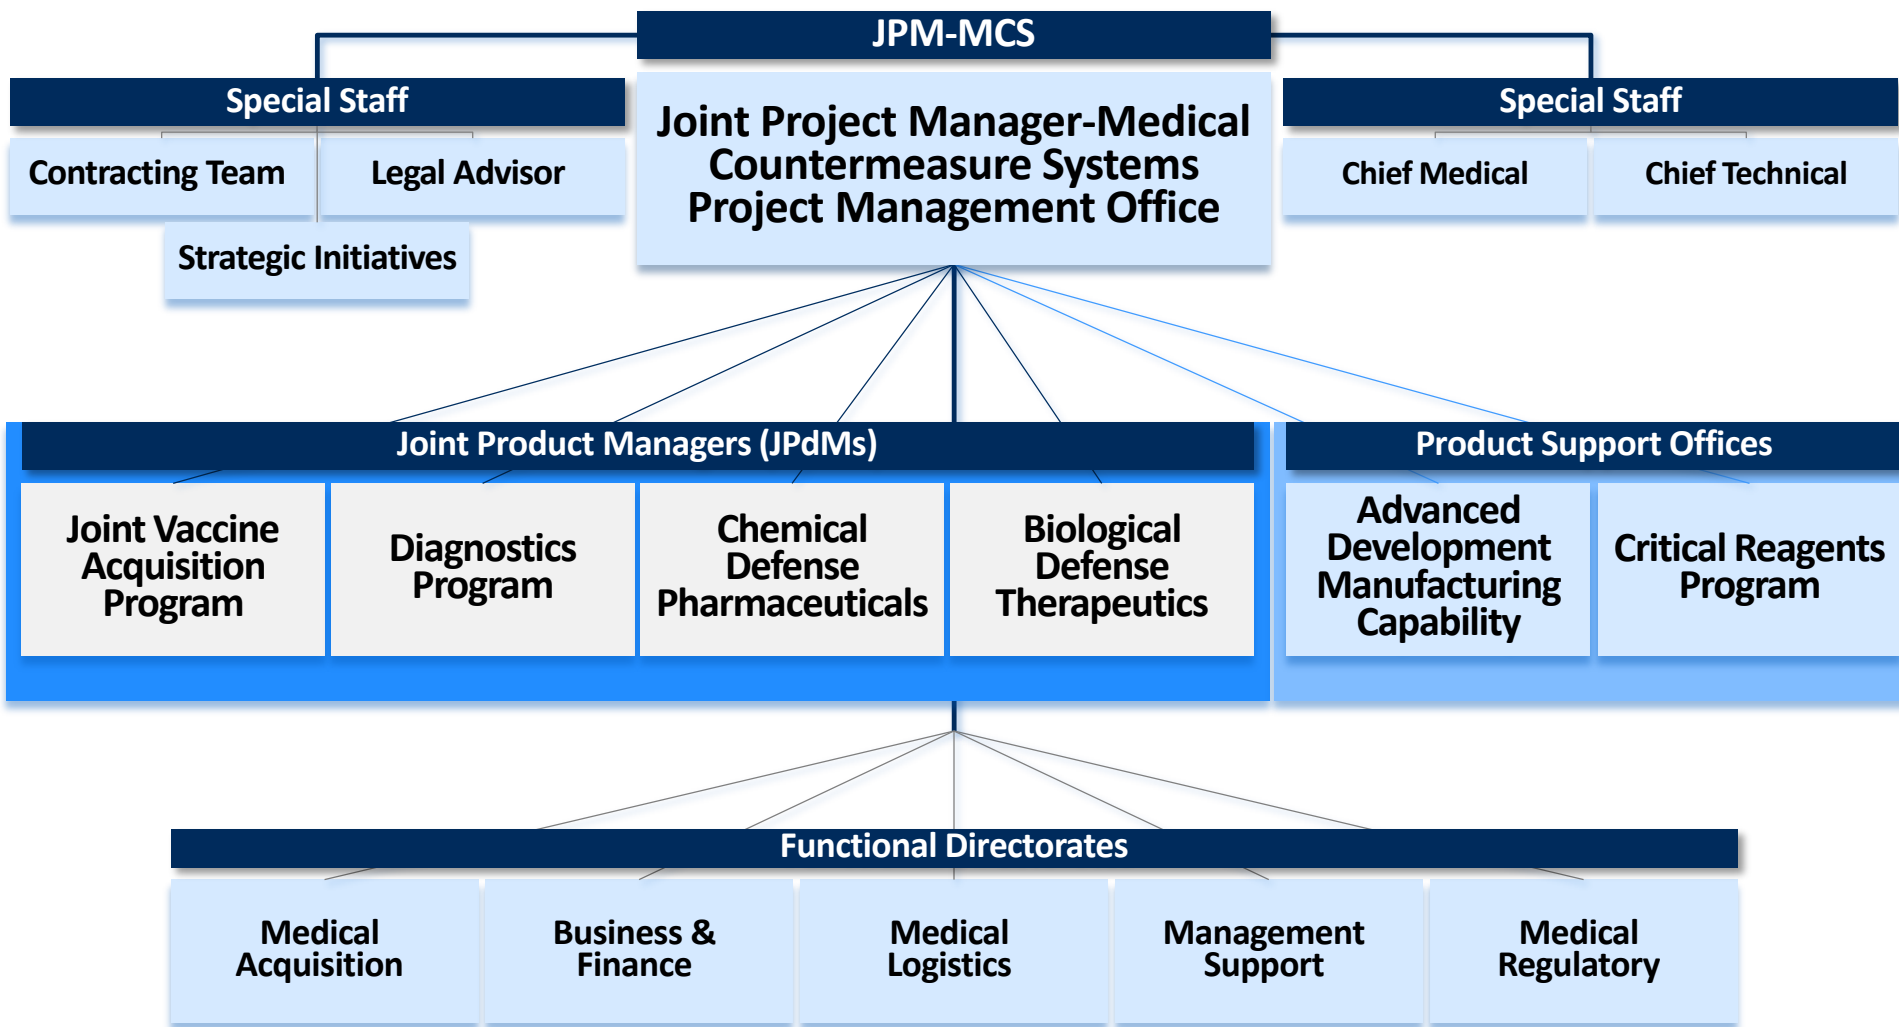 JPM-MCS
Special Staff
Contracting Team
Legal Advisor
Strategic Initiatives
Joint Project Manager-Medical
Countermeasure Systems
Project Management Office
Special Staff
Chief Medical
Chief Technical
Joint Product Managers (JPdMs)
Joint Vaccine
Acquisition
Program
Diagnostics
Program
Chemical
Defense
Pharmaceuticals
Biological
Defense
Therapeutics
Product Support Offices
Advanced
Development
Manufacturing
Capability
Critical Reagents
Program
Functional Directorates
Medical
Acquisition
Business &
Finance
Medical
Logistics
Management
Support
Medical
Regulatory